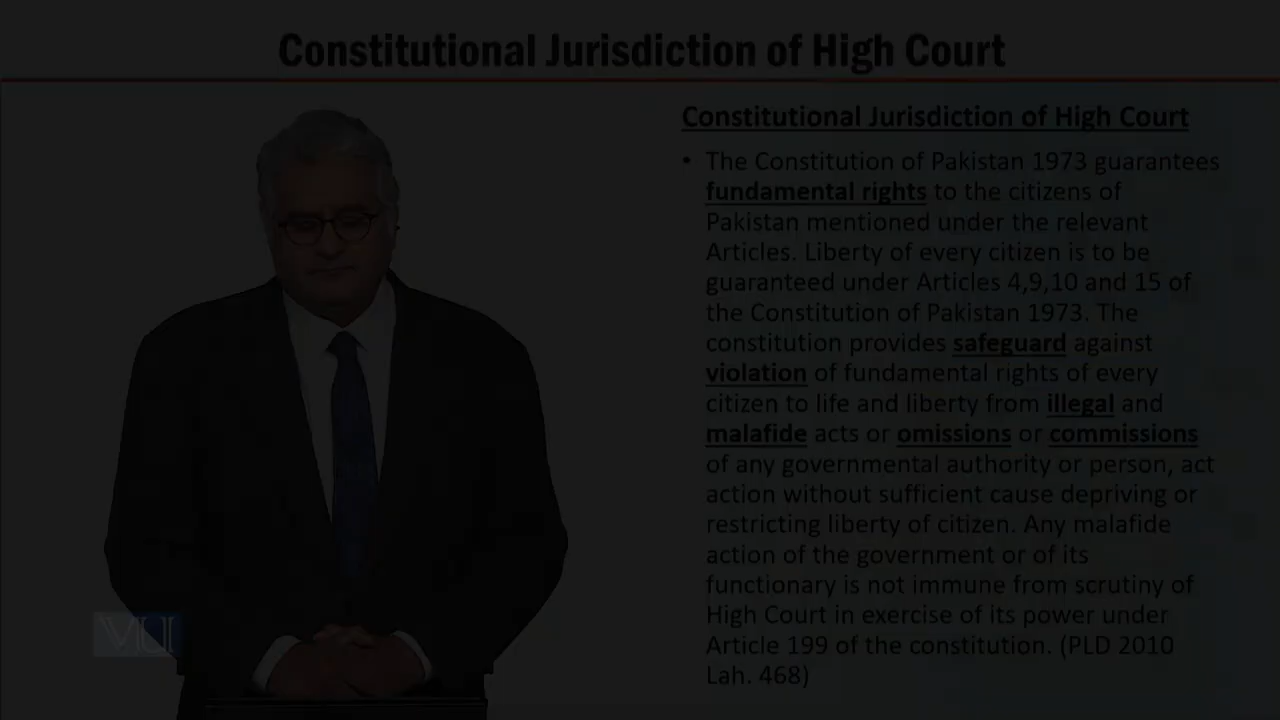 Constitutional Jurisdiction of High Court
Constitutional Jurisdiction of High Court
• The Constitution of Pakistan 1973 guarantees
fundamental rights to the citizens of
Pakistan mentioned under the relevant
Articles. Liberty of every citizen is to be
guaranteed under Articles 4,9,10 and 15 of
the Constitution of Pakistan 1973. The
constitution provides safeguard against
violation of fundamental rights of every
citizen to life and liberty from illegal and
malafide acts or omissions or commissions
of any governmental authority or person, act
action without sufficient cause depriving or
restricting liberty of citizen. Any malafide
action of the government or of its
functionary is not immune from scrutiny of
High Court in exercise of its power under
Article 199 of the constitution. (PLD 2010
Lah. 468)
VU